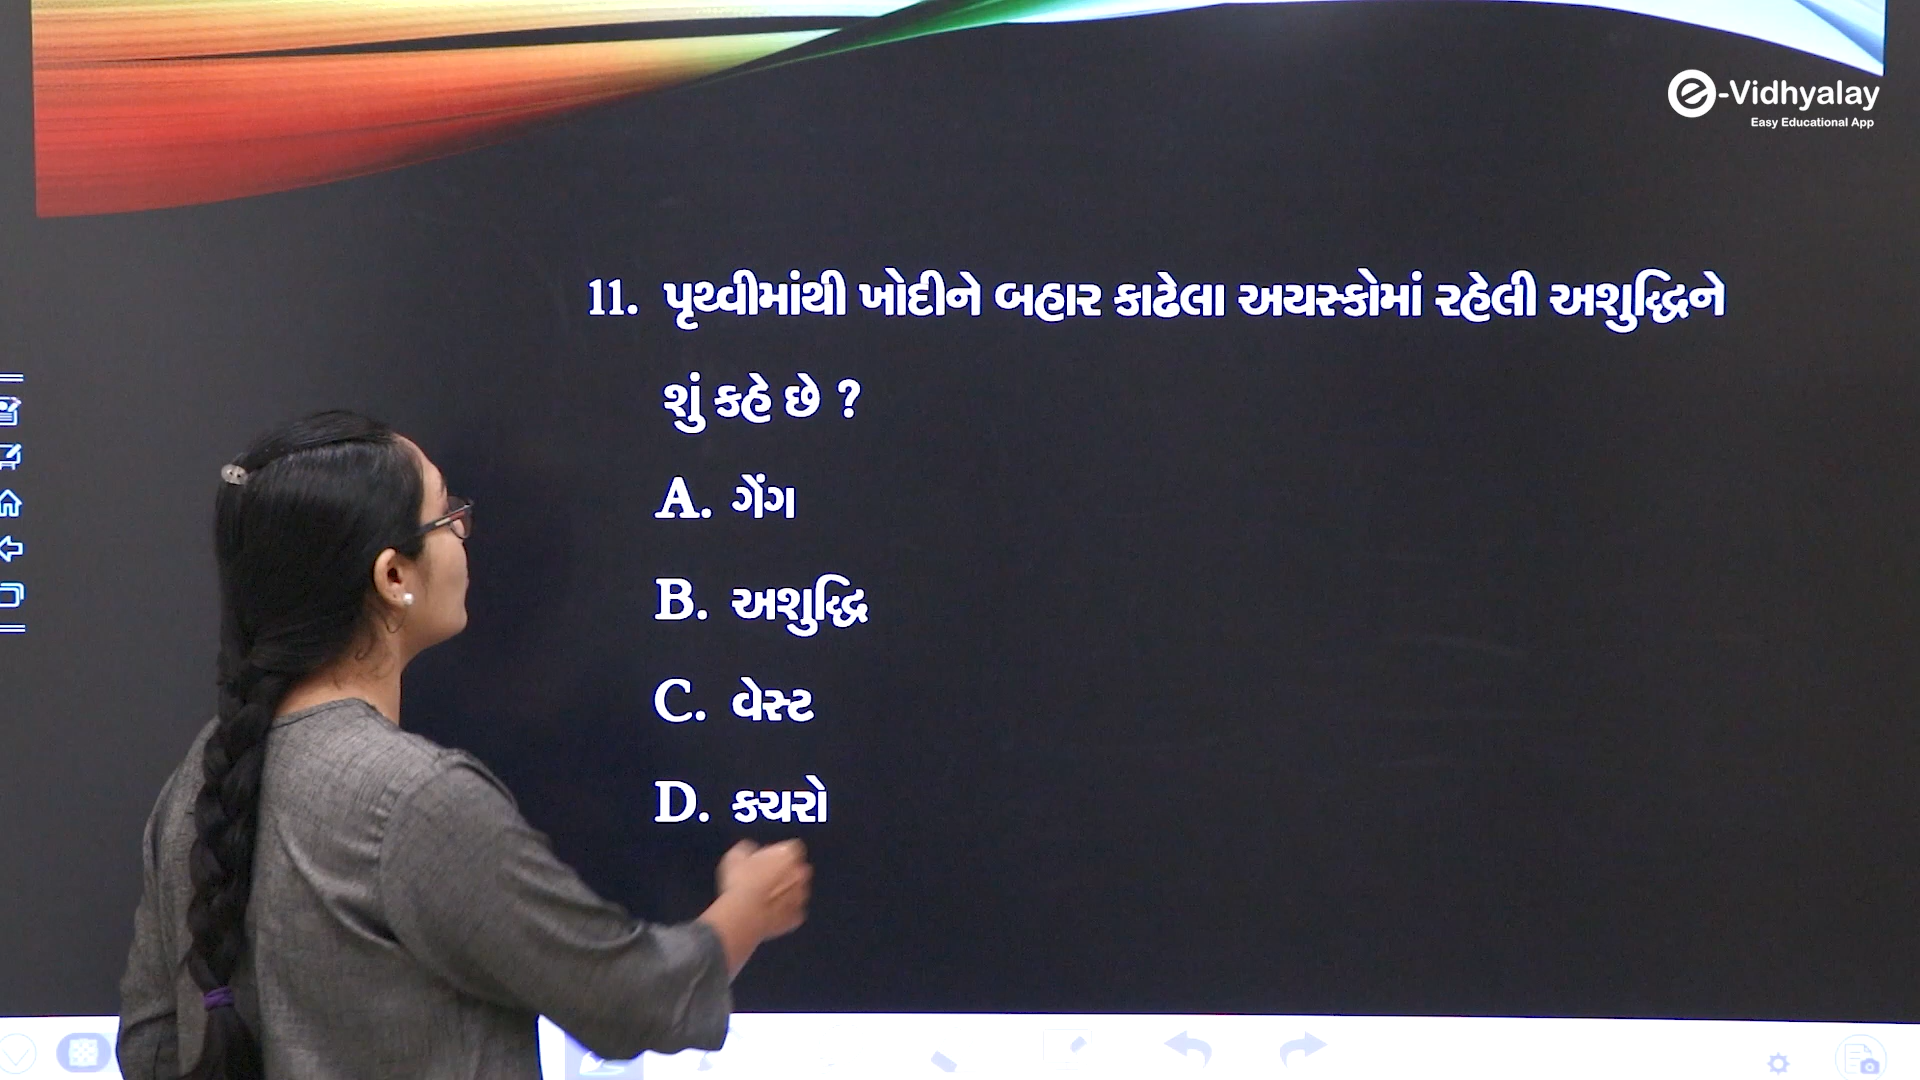 e-Vidhyalay
Easy Educational App
11. પૃથ્વીમાંથી ખોદીને બહાર કાઢેલા અયસ્કોમાં રહેલી અશુદ્ધિને
શું કહે છે ?
A. ગેંગ
B. અશુદ્ધિ
C. વેસ્ટ
D. કચરો